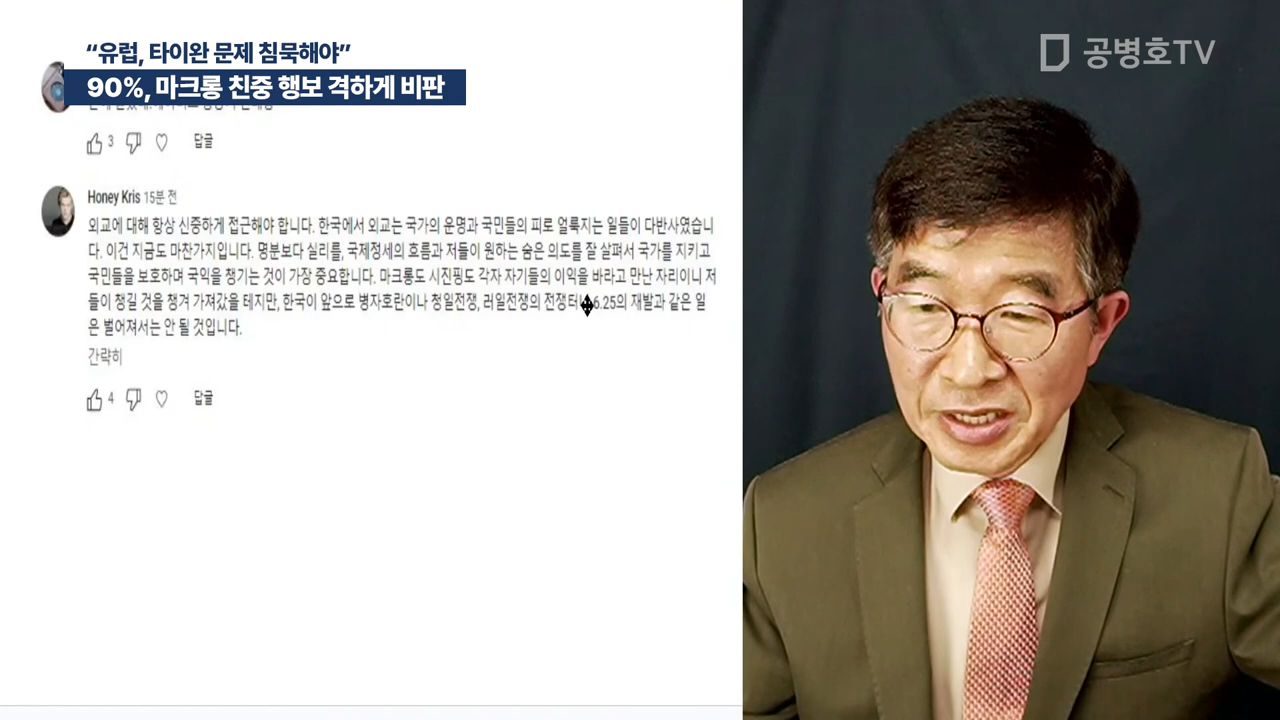 “유럽, 타이완 문제 침묵해야”
90%, 마크롱 친중 행보 격하게 비판
공병호TV
3 답글
Honey Kris 15분 전
외교에 대해 항상 신중하게 접근해야 합니다. 한국에서 외교는 국가의 운명과 국민들의 피로 얼룩지는 일들이 다반사였습니
다. 이건 지금도 마찬가지입니다. 명분보다 실리를, 국제정세의 흐름과 저들이 원하는 숨은 의도를 잘 살펴서 국가를 지키고
국민들을 보호하며 국익을 챙기는 것이 가장 중요합니다. 마크롱도 시진핑도 각자 자기들의 이익을 바라고 만난 자리이니 저
들이 챙길 것을 챙겨 가져갔을 테지만, 한국이 앞으로 병자호란이나 청일전쟁, 러일전쟁의 6.25의 재발과 같은 일
은 벌어져서는 안 될 것입니다.
간략히
4 답글